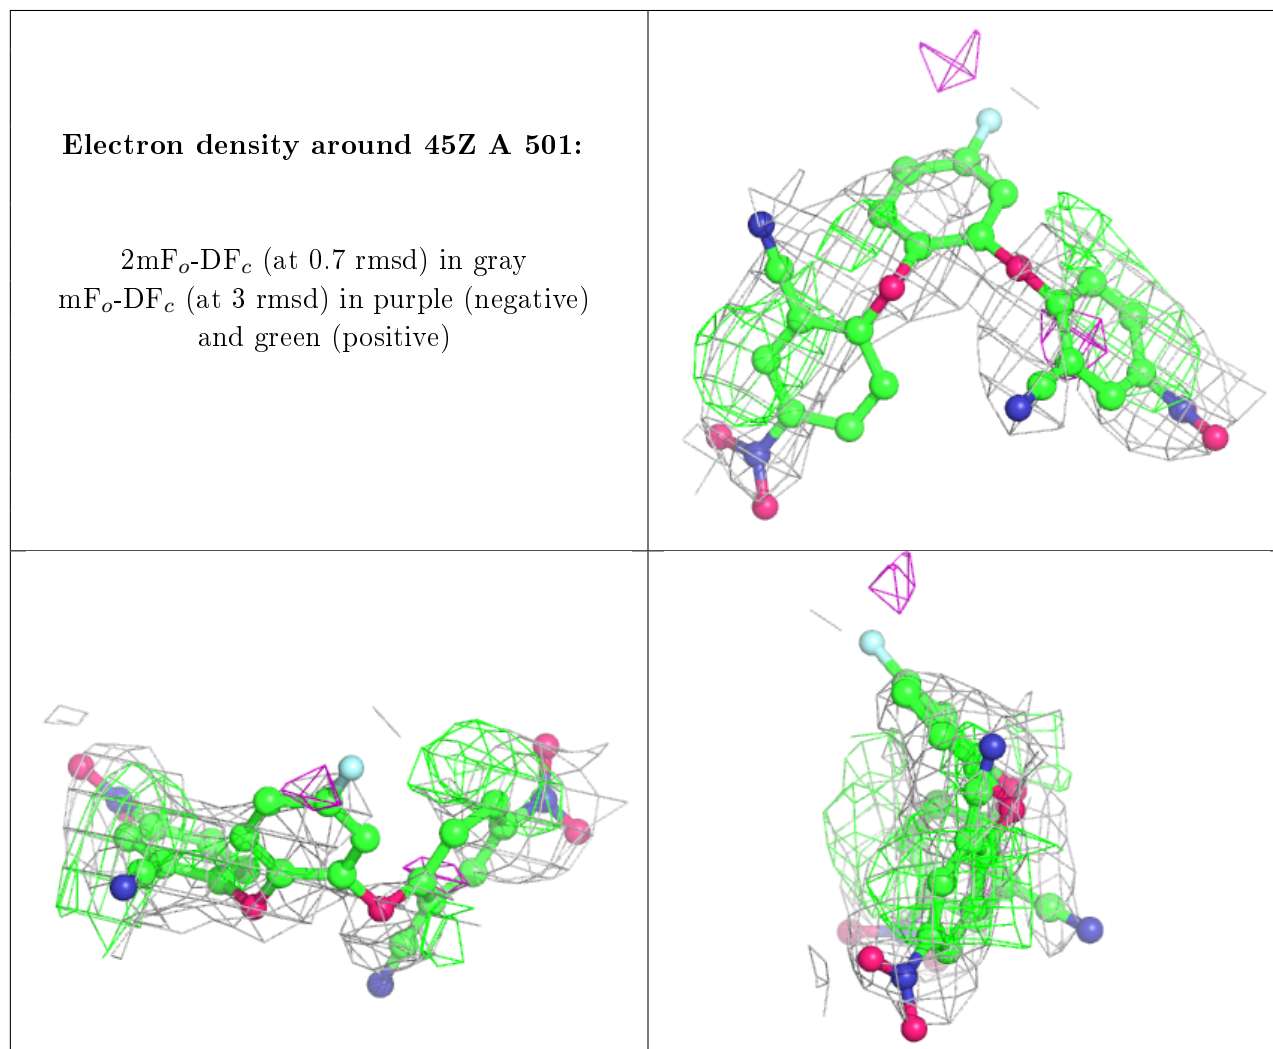 Electron density around 45Z A 501:
2mFo-DFc (at 0.7 rmsd) in gray
mFo-DFc (at 3 rmsd) in purple (negative)
and green (positive)